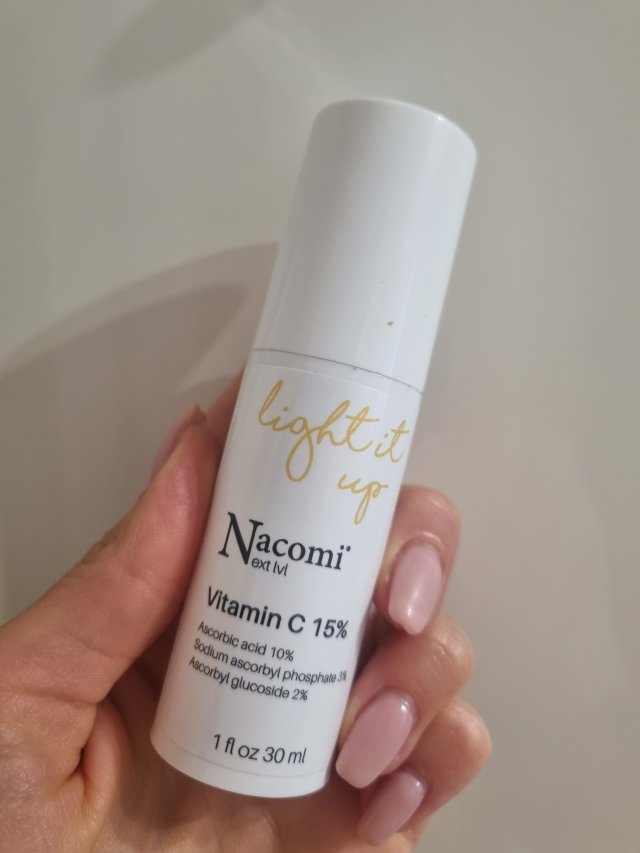 light it
up
Nacomi
ext lvl
Vitamin C 15%
Ascorbic acid 10%
Sodium ascorbyl phosphate 3%
Ascorbyl glucoside 2%
1 fl oz 30 ml